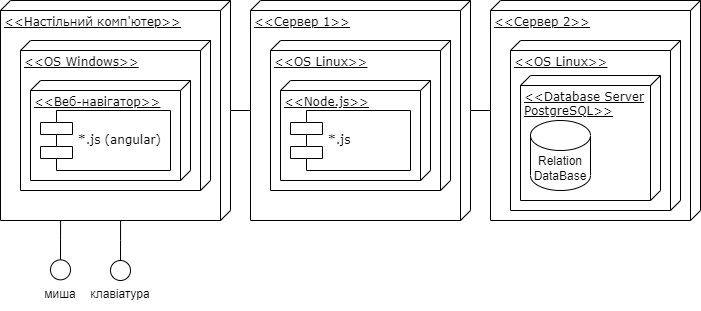 <<Настільний комп'ютер>>
<<OS Windows>>
<<Веб-навігатор>>
*.js (angular)
миша
клавіатура
<<Сервер 1>>
<<OS Linux>>
<<Node.js>>
*.js
<<Сервер 2>>
<<OS Linux>>
<<Database Server
PostgreSQL>>
Relation
DataBase